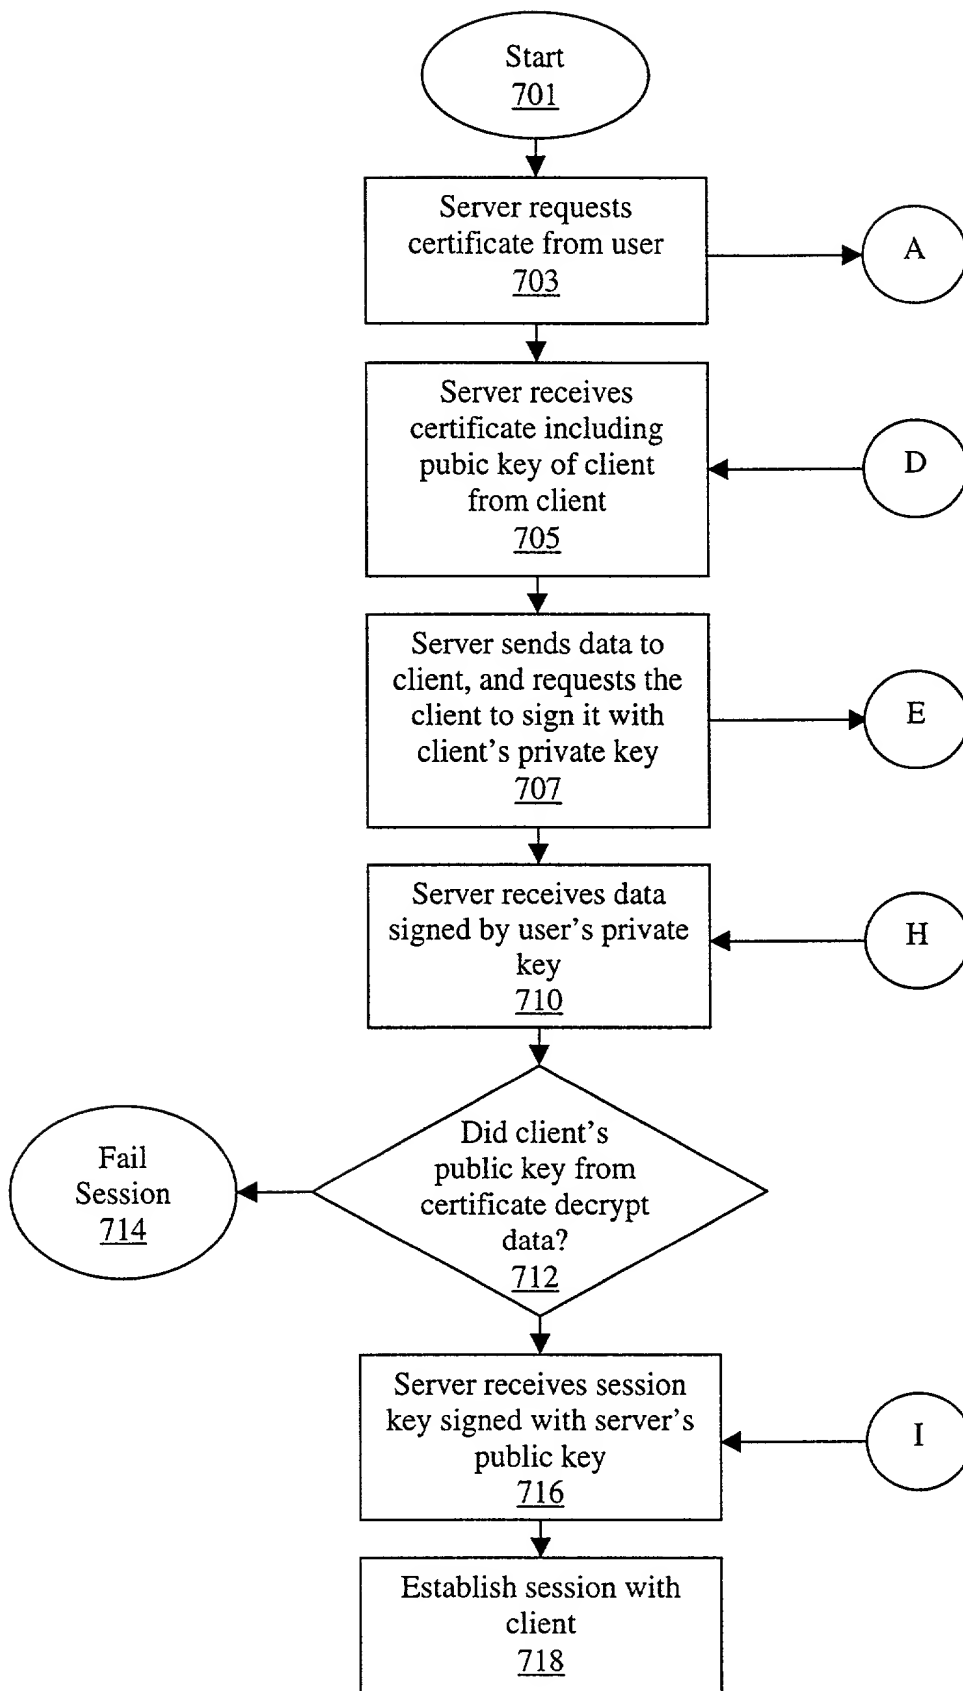 Start
701
Server requests
certificate from user
703
A
Server receives
certificate including
pubic key of client
from client
705
D
Server sends data to
client, and requests the
client to sign it with
client's private key
707
E
Server receives data
signed by user's private
key
710
H
Did client's
public key from
certificate decrypt
data?
712
Fail
Session
714
Server receives session
key signed with server's
public key
716
I
Establish session with
client
718